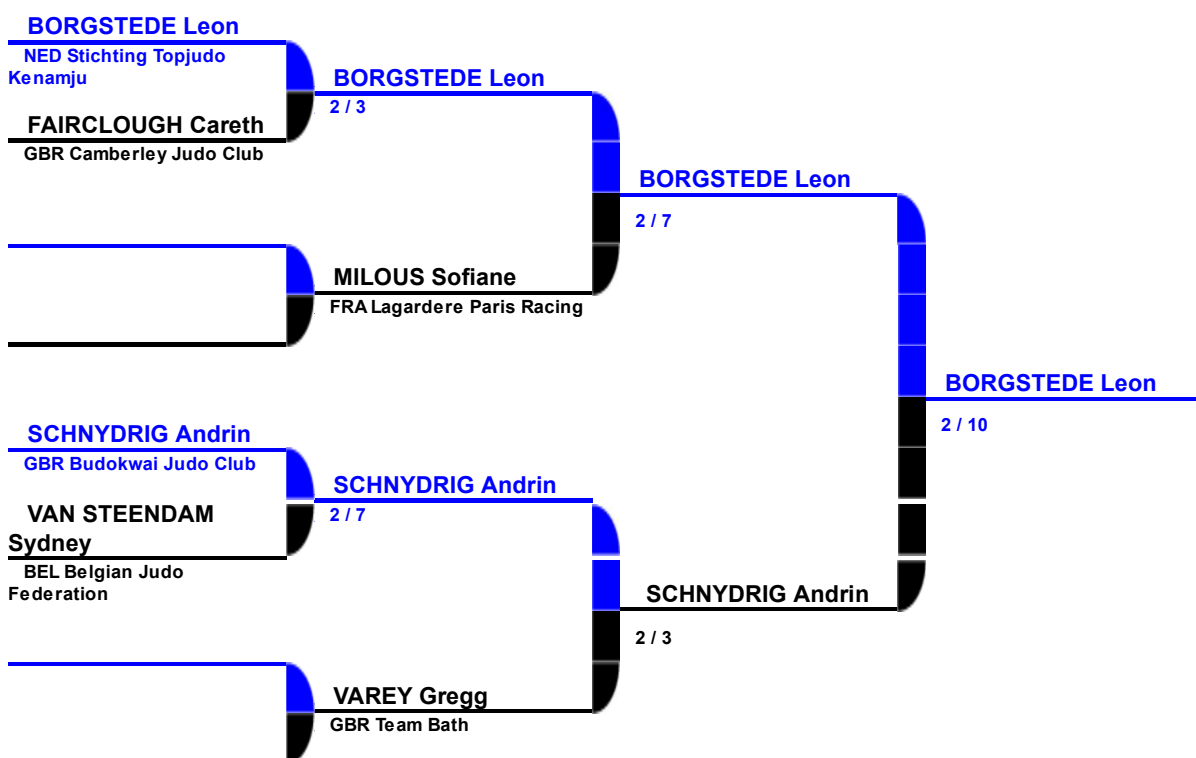 BORGSTEDE Leon
NED Stichting Topjudo
Kenamju
BORGSTEDE Leon
2 / 3
FAIRCLOUGH Careth
GBR Camberley Judo Club
BORGSTEDE Leon
2 / 7
MILOUS Sofiane
FRA Lagardere Paris Racing
BORGSTEDE Leon
2 / 10
SCHNYDRIG Andrin
GBR Budokwai Judo Club
SCHNYDRIG Andrin
2 / 7
VAN STEENDAM
Sydney
BEL Belgian Judo
Federation
SCHNYDRIG Andrin
2 / 3
VAREY Gregg
GBR Team Bath